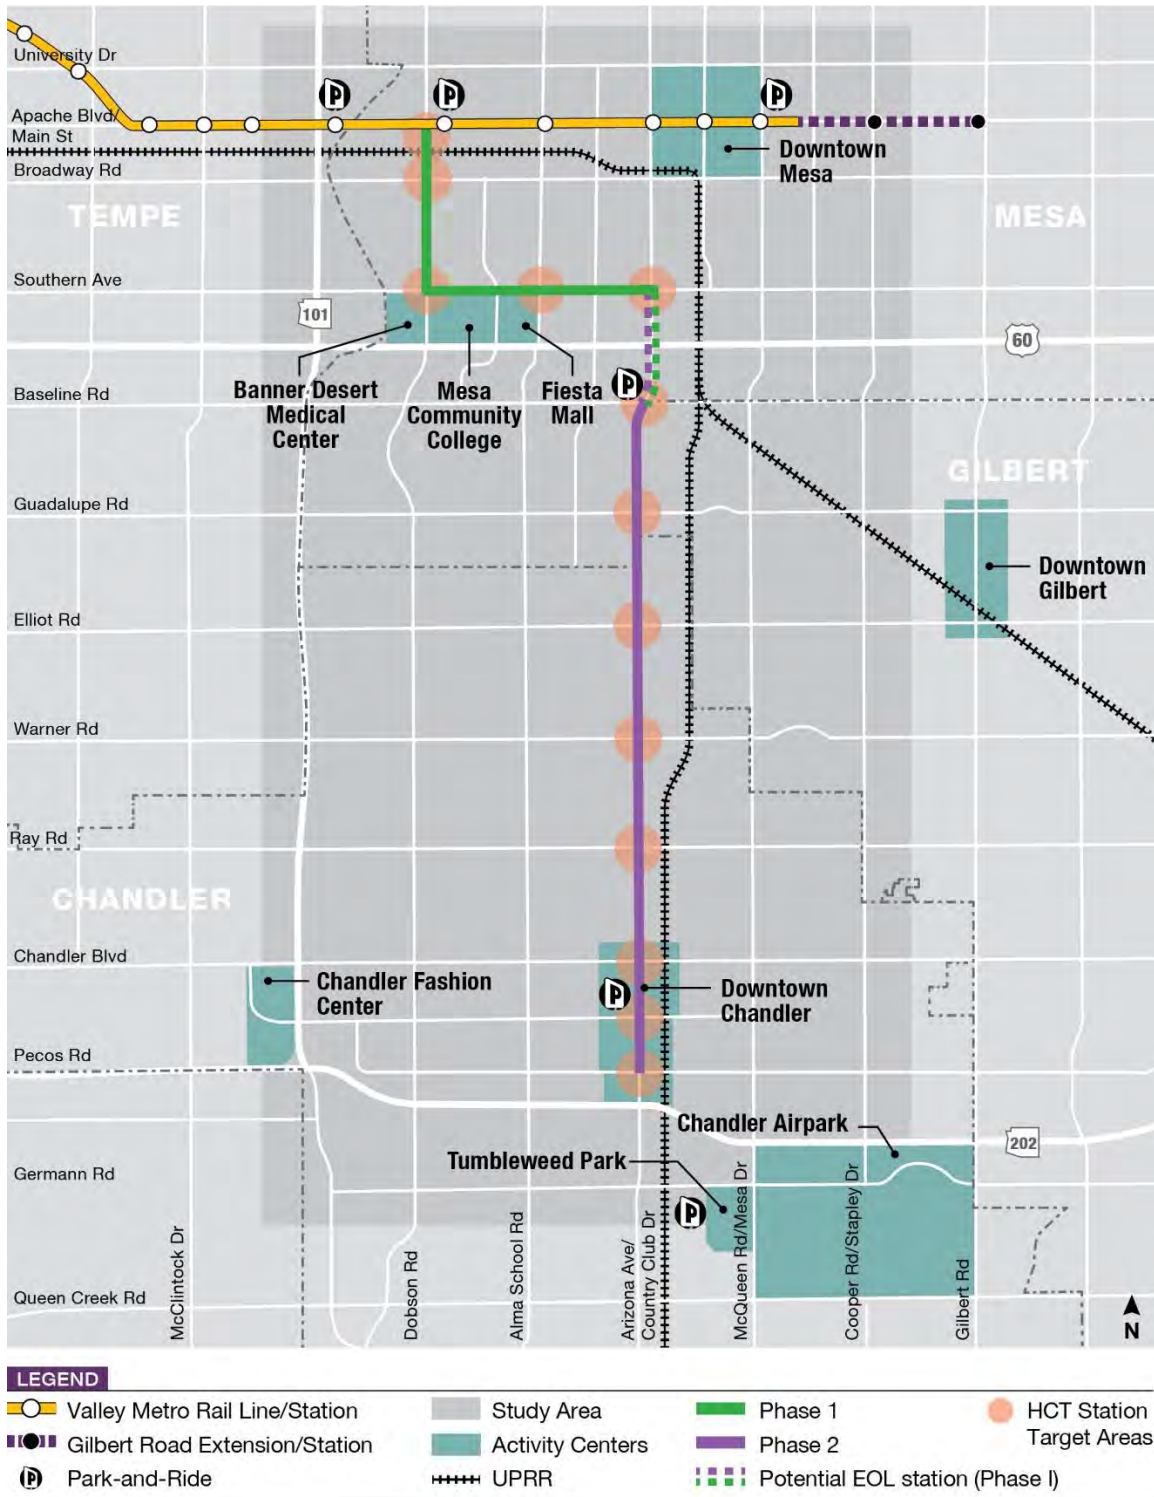 University Dr
Apache Blvd/
Main St
Broadway Rd
Downtown
Mesa
TEMPE
MESA
Southern Ave
101
60
Baseline Rd
Banner Desert
Medical
Center
Mesa
Community
College
Fiesta
Mall
GILBERT
Guadalupe Rd
Downtown
Gilbert
Elliot Rd
Warner Rd
Ray Rd
CHANDLER
Chandler Blvd
Chandler Fashion
Center
Downtown
Chandler
Pecos Rd
Chandler Airpark
202
Tumbleweed Park
Germann Rd
Queen Creek Rd
McClintock Dr
Dobson Rd
Alma School Rd
Arizona Ave/
Country Club Dr
McQueen Rd/Mesa Dr
Cooper Rd/Stapley Dr
Gilbert Rd
N
LEGEND
Valley Metro Rail Line/Station
Gilbert Road Extension/Station
P Park-and-Ride
Study Area
Activity Centers
UPRR
Phase 1
Phase 2
Potential EOL station (Phase I)
HCT Station
Target Areas